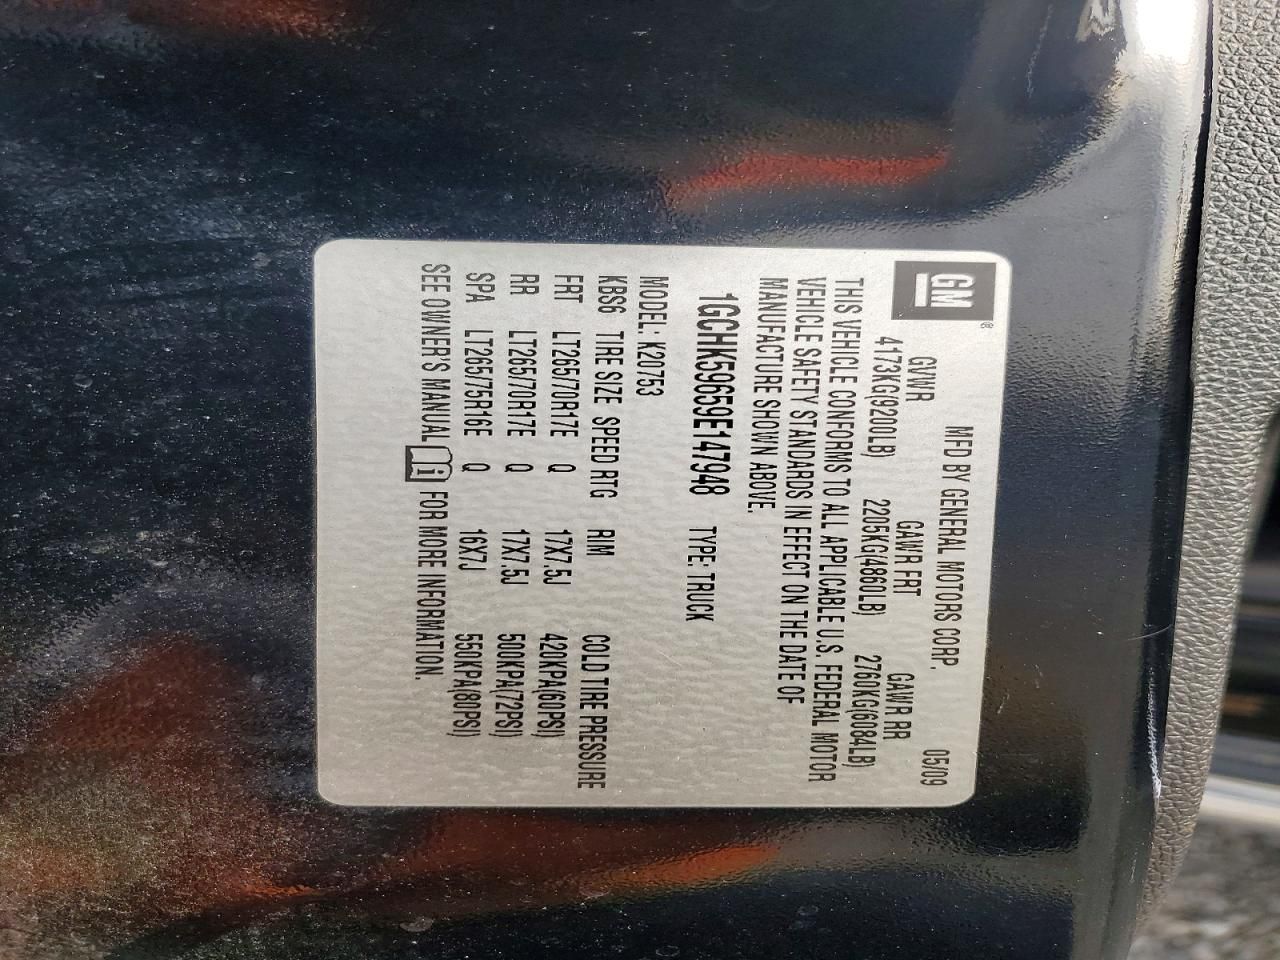 GM ®
MFD BY GENERAL MOTORS CORP. 05/09
GVWR GAWR FRT GAWR RR
4173KG(9200LB) 2205KG(4860LB) 2760KG(6084LB)
THIS VEHICLE CONFORMS TO ALL APPLICABLE U.S. FEDERAL MOTOR
VEHICLE SAFETY STANDARDS IN EFFECT ON THE DATE OF
MANUFACTURE SHOWN ABOVE.
1GCHK59659E147948 TYPE: TRUCK
MODEL: K20753
KBS6 TIRE SIZE SPEED RTG RIM COLD TIRE PRESSURE
FRT LT265/70R17E Q 17X7.5J 420KPA(60PSI)
RR LT265/70R17E Q 17X7.5J 500KPA(72PSI)
SPA LT265/75R16E Q 16X7J 550KPA(80PSI)
SEE OWNER'S MANUAL i FOR MORE INFORMATION.